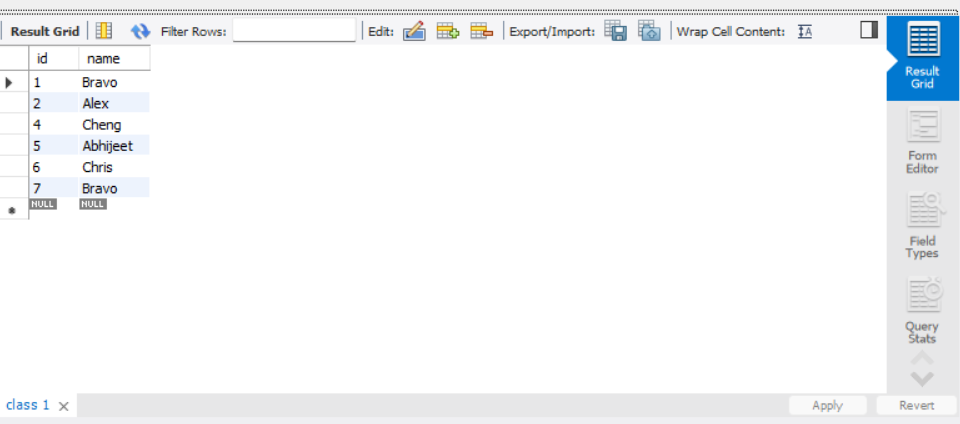 Result Grid Filter Rows: Edit: Export/Import: Wrap Cell Content: IA
id name
1 Bravo
2 Alex
4 Cheng
5 Abhijeet
6 Chris
7 Bravo
NULL NULL
Result
Grid
Form
Editor
Field
Types
Query
Stats
class 1
Apply Revert